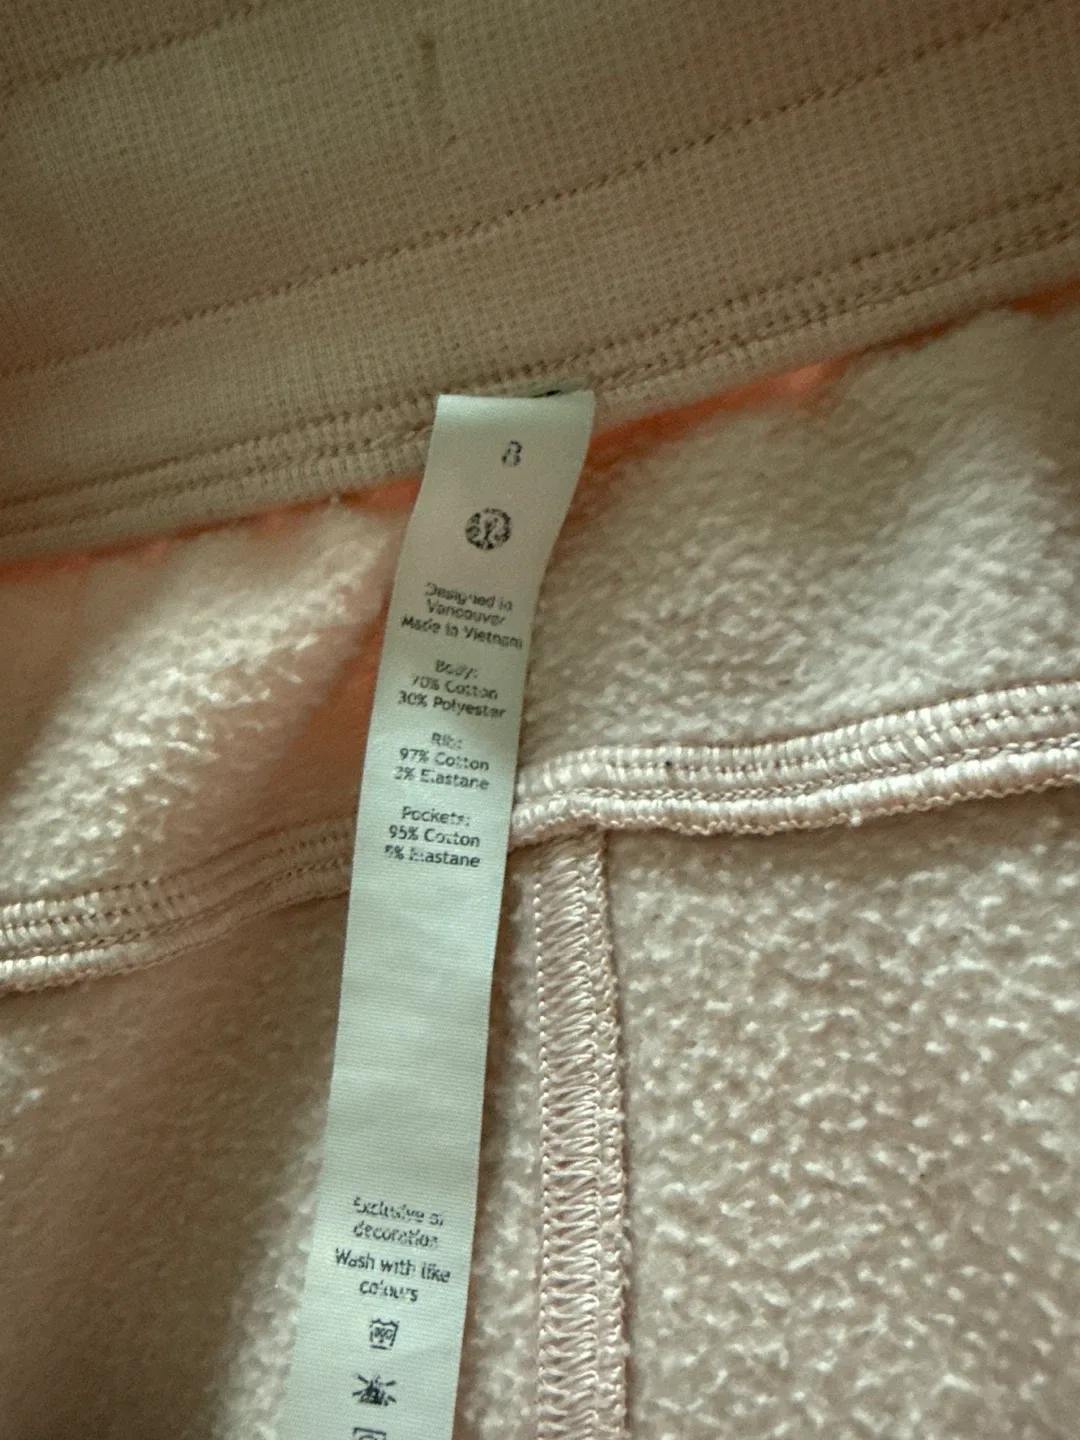 8
Designed in
Vancouver
Made in Vietnam
Body:
70% Cotton
30% Polyester
Rib:
97% Cotton
3% Elastane
Pockets:
95% Cotton
5% Elastane
Exclusive of
decoration
Wash with like
colours
30C